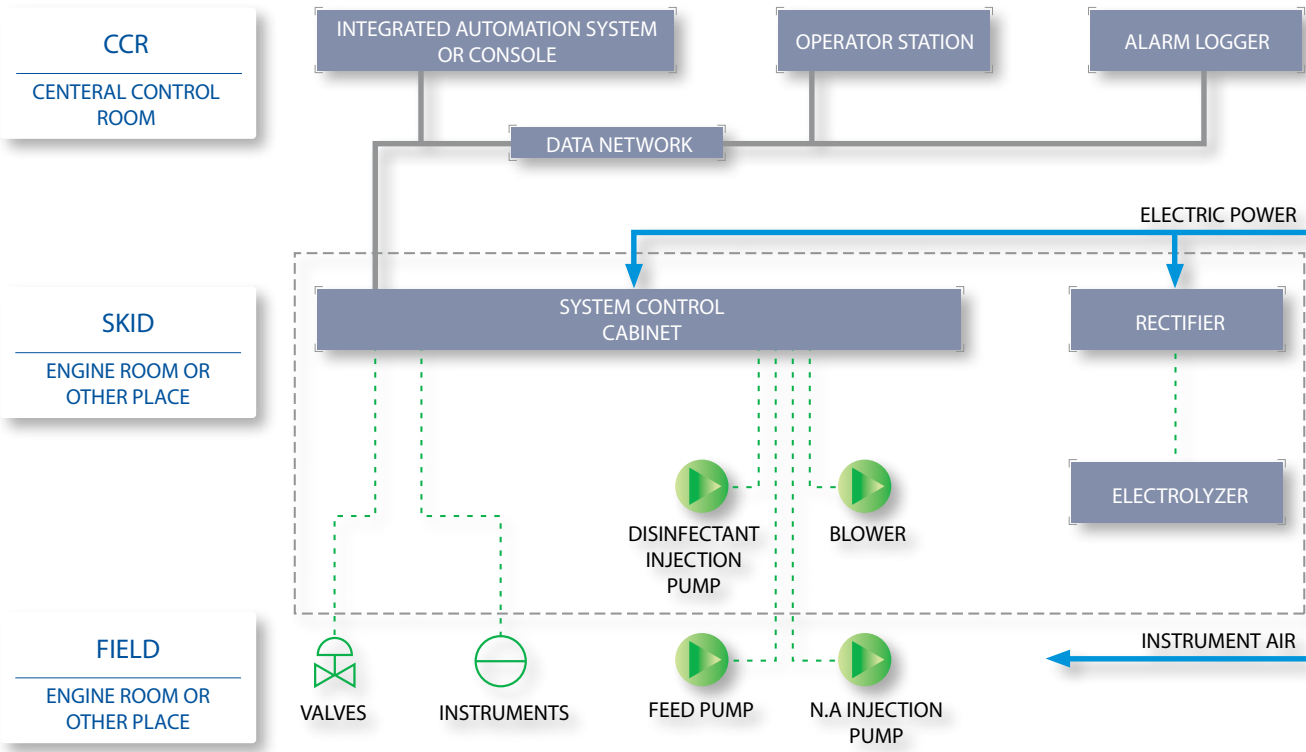 CCR
CENTERAL CONTROL
ROOM
INTEGRATED AUTOMATION SYSTEM
OR CONSOLE
OPERATOR STATION
ALARM LOGGER
DATA NETWORK
ELECTRIC POWER
SKID
ENGINE ROOM OR
OTHER PLACE
SYSTEM CONTROL
CABINET
RECTIFIER
ELECTROLYZER
DISINFECTANT
INJECTION
PUMP
BLOWER
FIELD
ENGINE ROOM OR
OTHER PLACE
INSTRUMENT AIR
VALVES
INSTRUMENTS
FEED PUMP
N.A INJECTION
PUMP